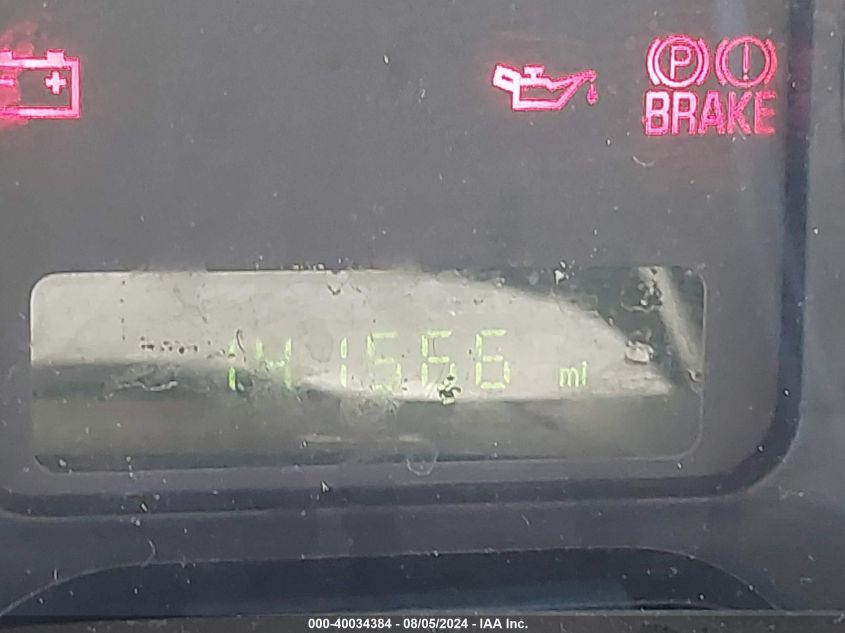 P !
BRAKE
141566 mi
000-40034384 - 08/05/2024 - IAA Inc.